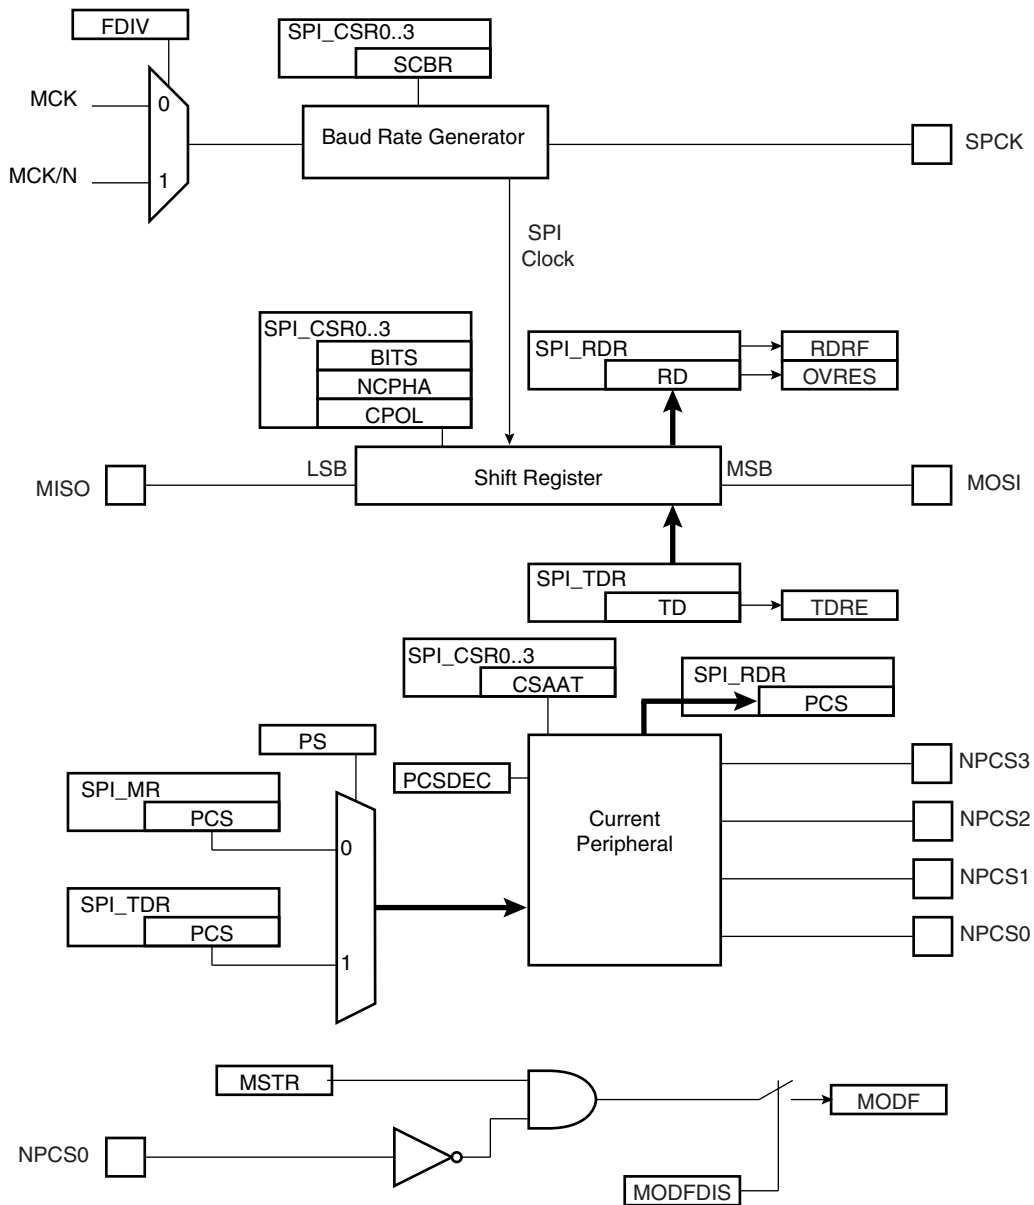 FDIV
SPI_CSR0..3
SCBR
MCK
0
Baud Rate Generator
SPCK
MCK/N
1
SPI
Clock
SPI_CSR0..3
BITS
NCPHA
CPOL
SPI_RDR
RD
RDRF
OVRES
LSB
MSB
MISO
Shift Register
MOSI
SPI_TDR
TD
TDRE
SPI_CSR0..3
CSAAT
SPI_RDR
PCS
PS
PCSDEC
SPI_MR
PCS
0
Current
Peripheral
NPCS3
NPCS2
NPCS1
NPCS0
SPI_TDR
PCS
1
MSTR
MODF
NPCS0
MODFDIS